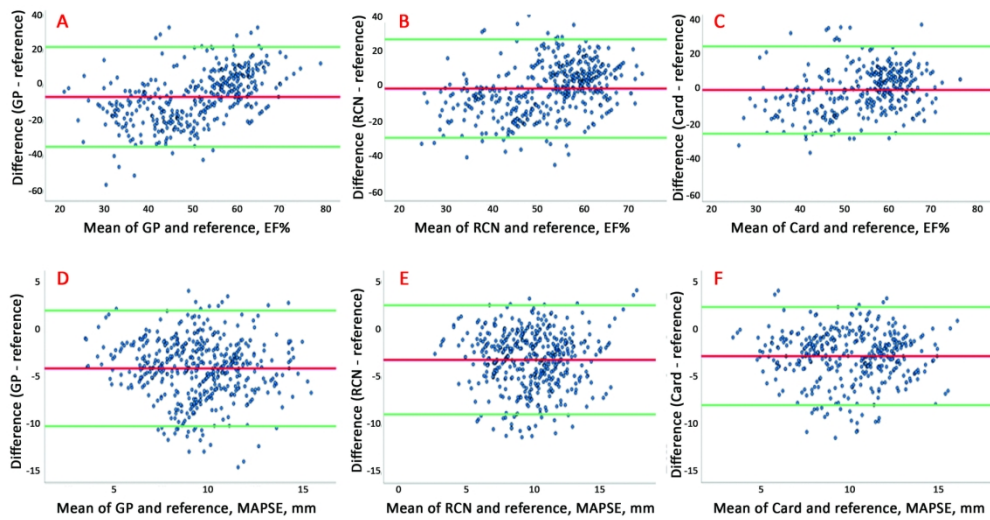 A
Difference (GP - reference)
40
20
0
-20
-40
-60
20 30 40 50 60 70 80
Mean of GP and reference, EF%
B
Difference (RCN - reference)
40
20
0
-20
-40
-60
20 30 40 50 60 70
Mean of RCN and reference, EF%
C
Difference (Card - reference
40
20
0
-20
-40
-60
20 30 40 50 60 70 80
Mean of Card and reference, EF%
D
Difference (GP - reference)
5
0
-5
-10
-15
5 10 15
Mean of GP and reference, MAPSE, mm
E
Difference (RCN - reference)
5
0
-5
-10
-15
0 5 10 15
Mean of RCN and reference, MAPSE, mm
F
Difference (Card - reference)
5
0
-5
-10
-15
5 10 15
Mean of Card and reference, MAPSE, mm